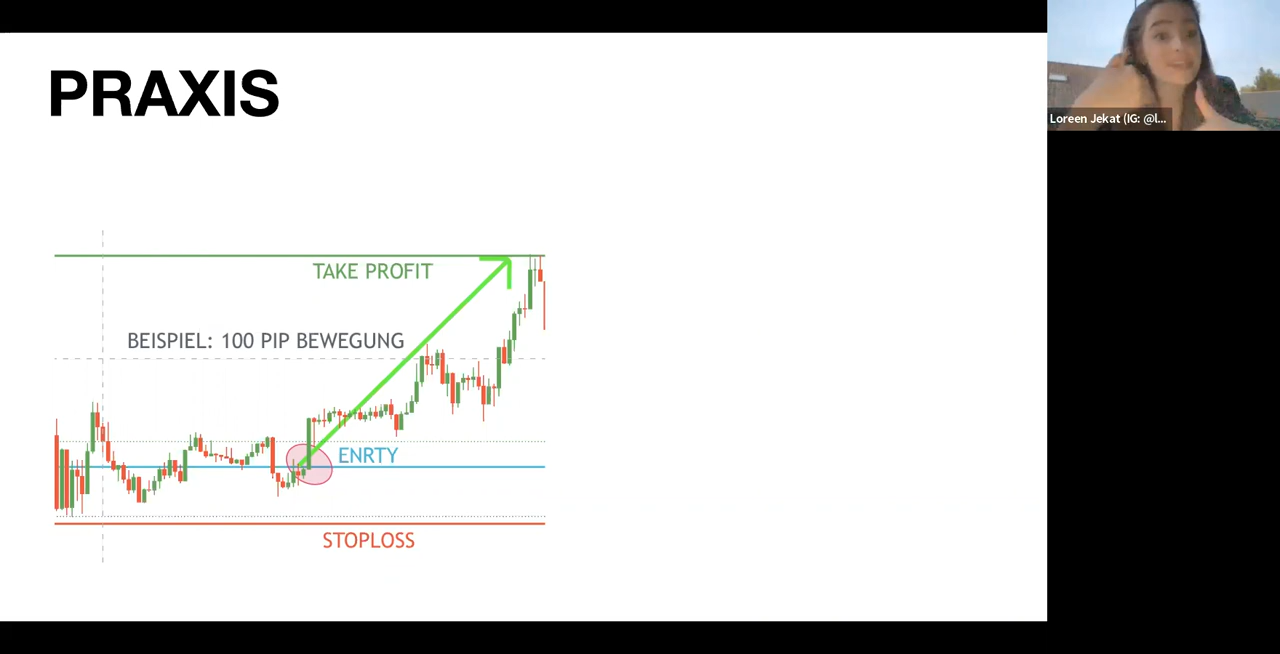 PRAXIS
Loreen Jekat (IG: @l...
TAKE PROFIT
BEISPIEL: 100 PIP BEWEGUNG
ENRTY
STOPLOSS